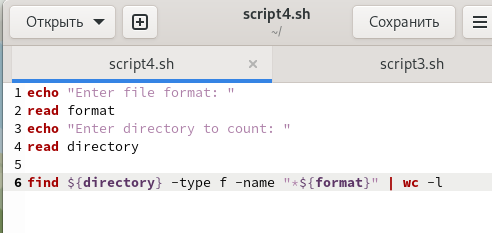 Открыть
script4.sh
~/
Сохранить
script4.sh ×
script3.sh
1 echo "Enter file format: "
2 read format
3 echo "Enter directory to count: "
4 read directory
5
6 find ${directory} -type f -name "*${format}" | wc -l